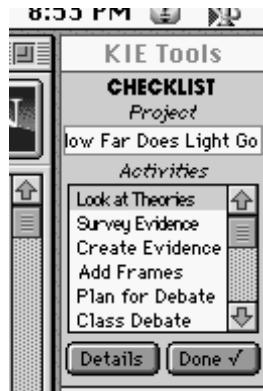 8:53 PM
KIE Tools
CHECKLIST
Project
low Far Does Light Go
Activities
Look at Theories
Survey Evidence
Create Evidence
Add Frames
Plan for Debate
Class Debate
Details
Done √